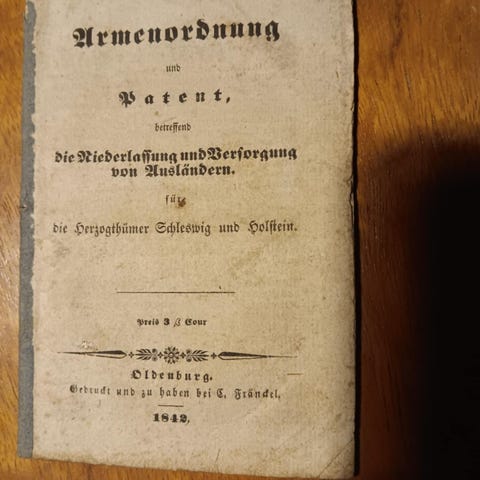 Armenordnung
und
Patent,
betreffend
die Niederlassung und Versorgung
von Ausländern.
für
die Herzogthümer Schleswig und Holstein.
Preis 3 ß Cour
Oldenburg.
Gedruckt und zu haben bei C. Fränckel.
1842.